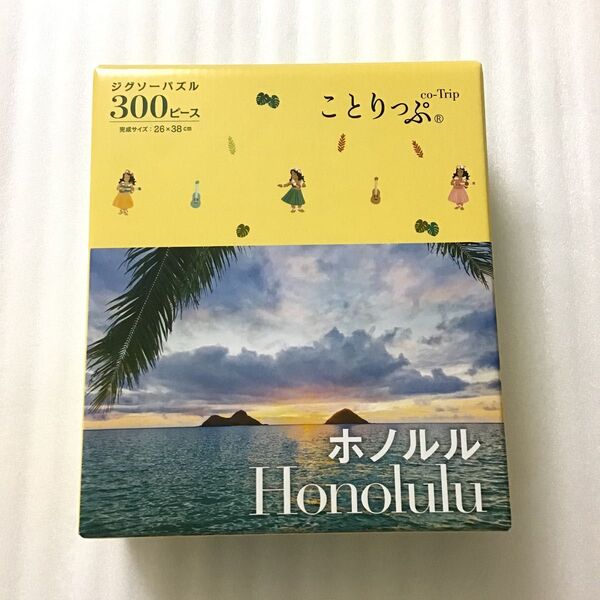 ジグソーパズル
300ピース
完成サイズ：26×38cm
co-Trip
ことりっぷ®
ホノルル
Honolulu